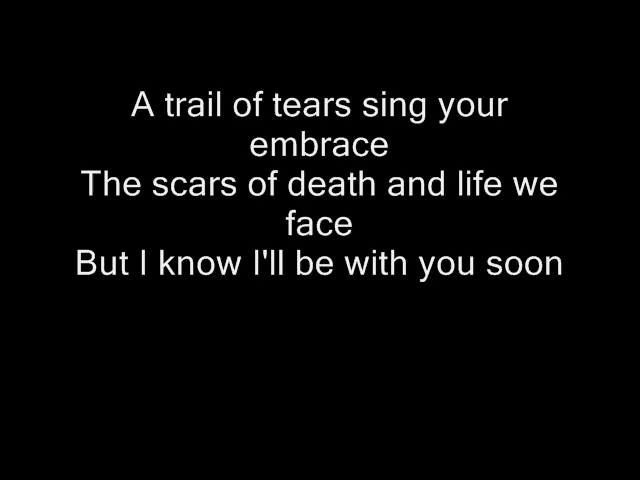 A trail of tears sing your
embrace
The scars of death and life we
face
But I know I'll be with you soon